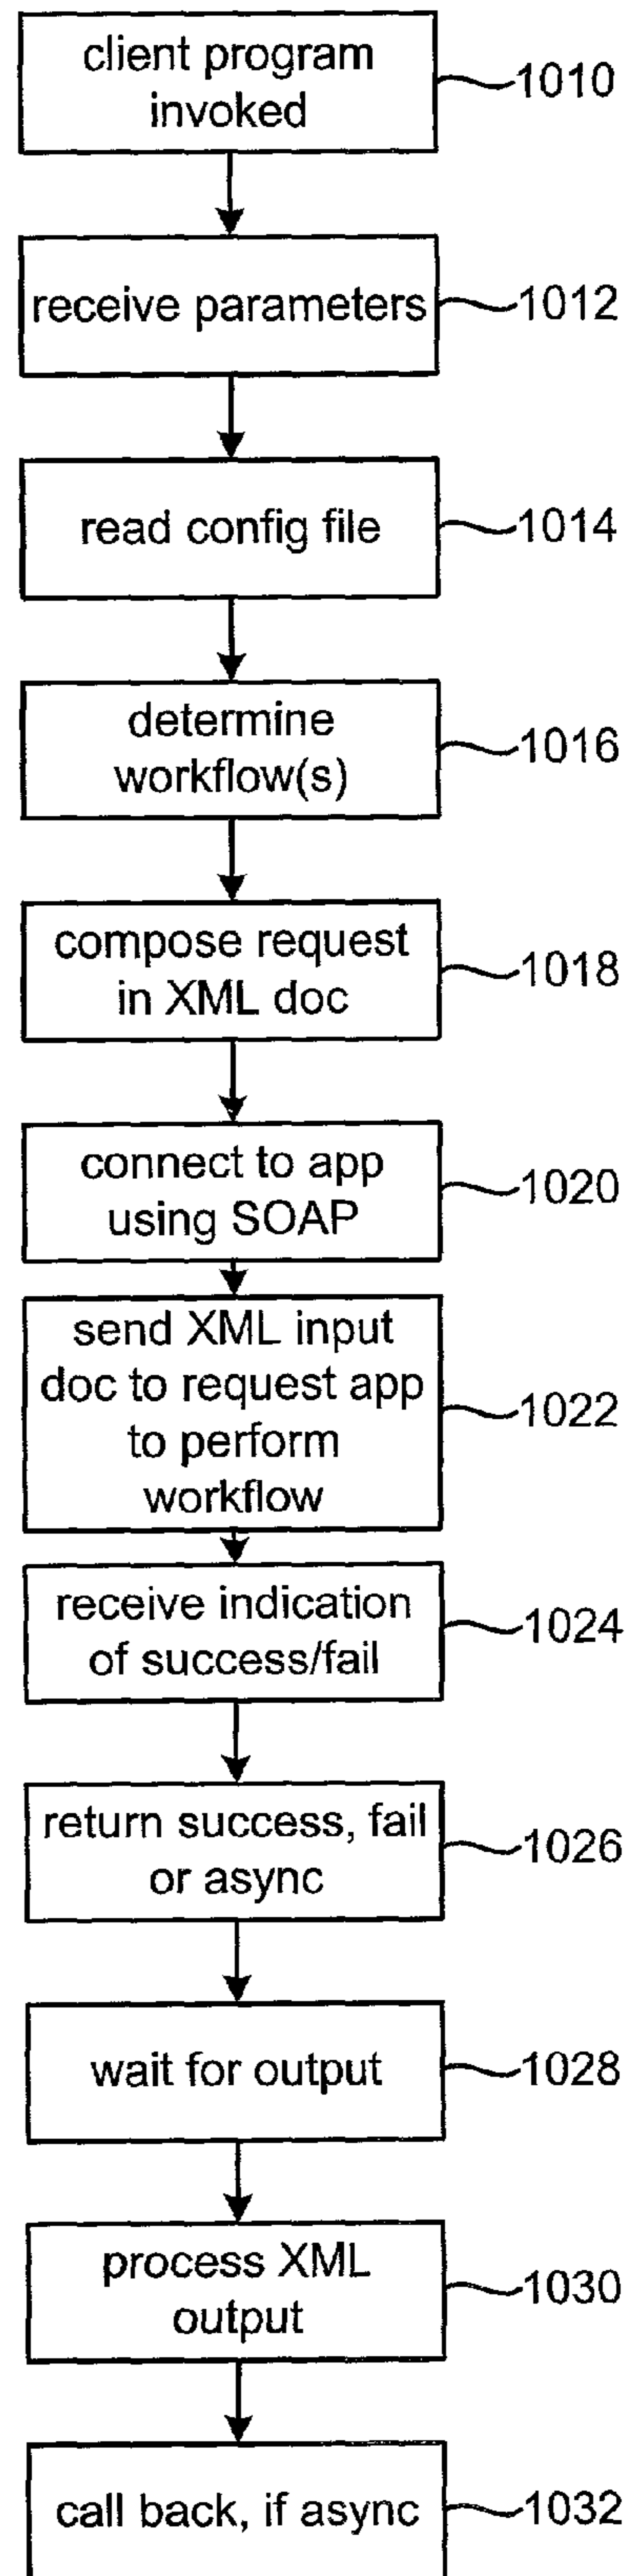 client program
invoked
1010
receive parameters
1012
read config file
1014
determine
workflow(s)
1016
compose request
in XML doc
1018
connect to app
using SOAP
1020
send XML input
doc to request app
to perform
workflow
1022
receive indication
of success/fail
1024
return success, fail
or async
1026
wait for output
1028
process XML
output
1030
call back, if async
1032